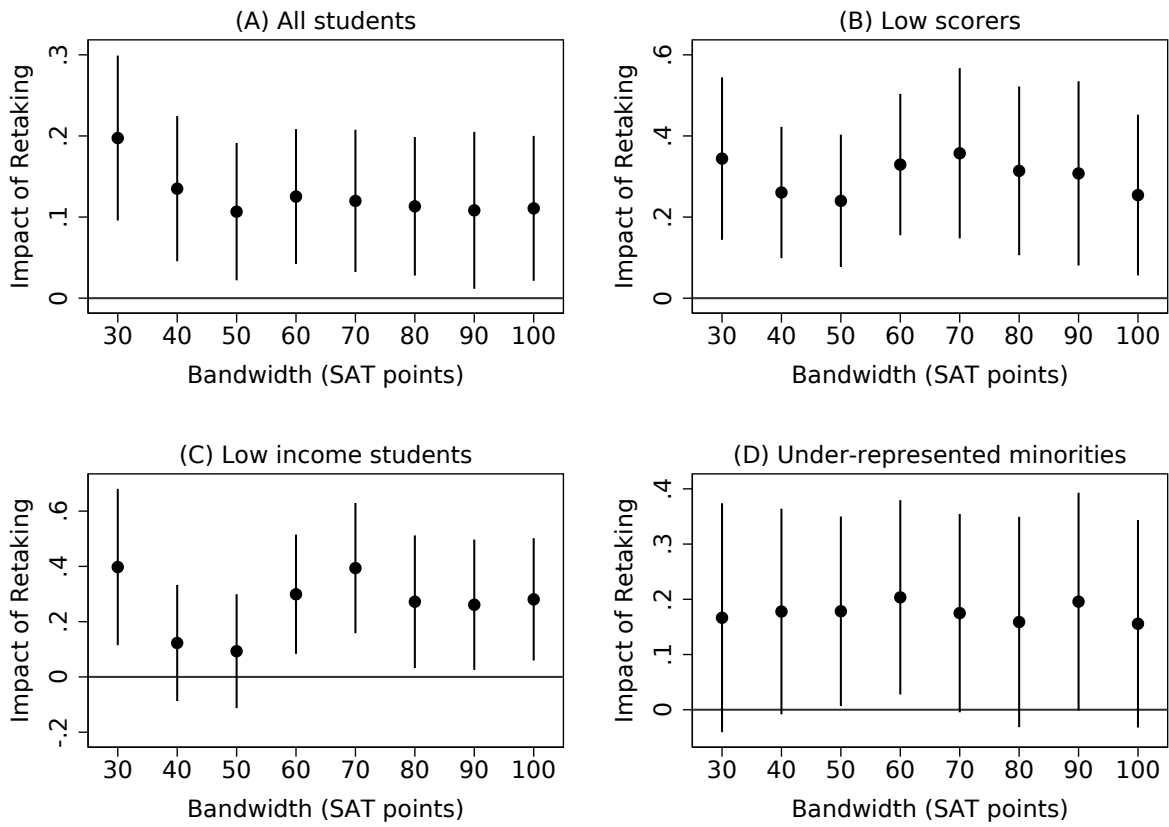 (A) All students
Impact of Retaking
.3
.2
.1
0
30 40 50 60 70 80 90 100
Bandwidth (SAT points)
(B) Low scorers
Impact of Retaking
.6
.4
.2
0
30 40 50 60 70 80 90 100
Bandwidth (SAT points)
(C) Low income students
Impact of Retaking
.6
.4
.2
0
-.2
30 40 50 60 70 80 90 100
Bandwidth (SAT points)
(D) Under-represented minorities
Impact of Retaking
.4
.3
.2
.1
0
30 40 50 60 70 80 90 100
Bandwidth (SAT points)